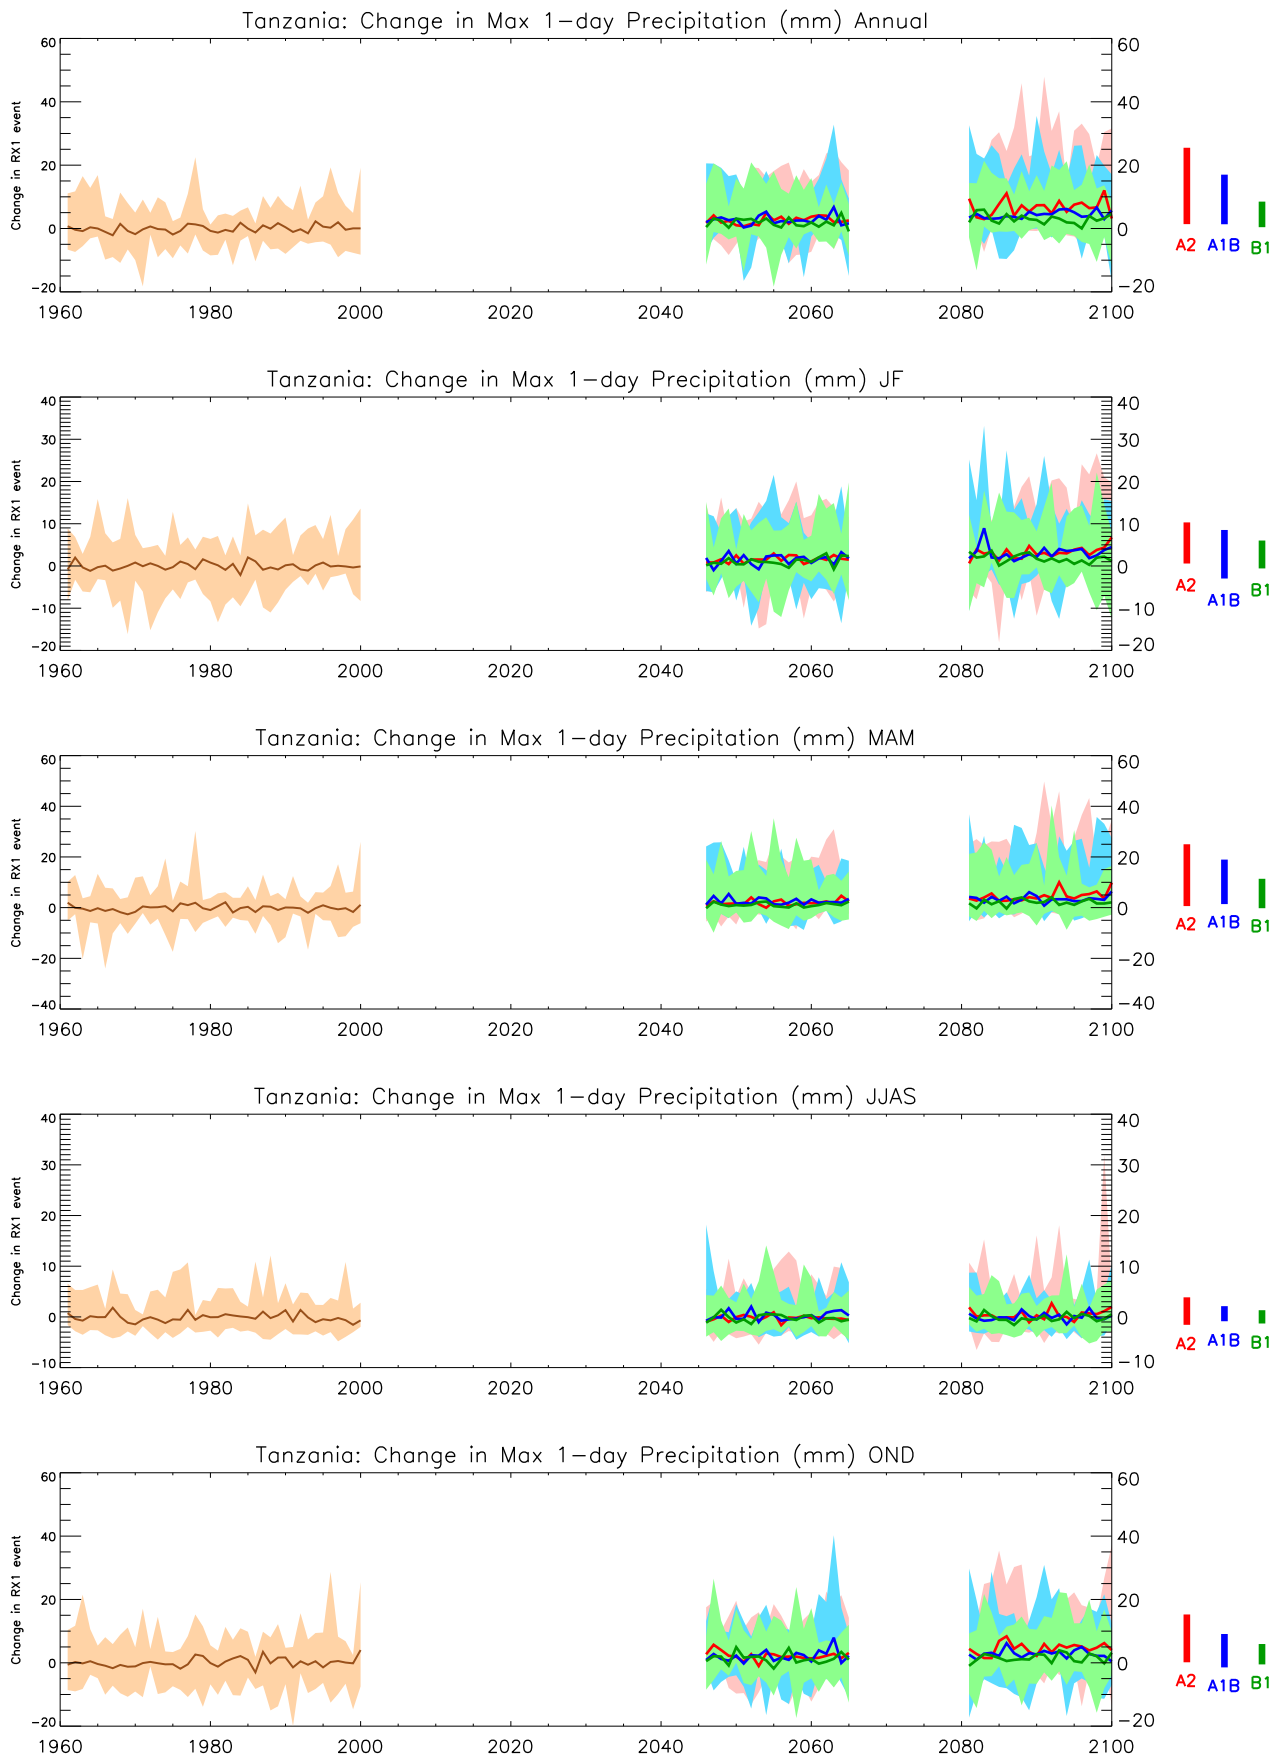 Tanzania: Change in Max 1-day Precipitation (mm) Annual
60 60
40 40
20 20
0 0
-20 -20
Change in RX1 event
1960 1980 2000 2020 2040 2060 2080 2100
A2 A1B B1
Tanzania: Change in Max 1-day Precipitation (mm) JF
40 40
30 30
20 20
10 10
0 0
-10 -10
-20 -20
Change in RX1 event
1960 1980 2000 2020 2040 2060 2080 2100
A2 A1B B1
Tanzania: Change in Max 1-day Precipitation (mm) MAM
60 60
40 40
20 20
0 0
-20 -20
-40 -40
Change in RX1 event
1960 1980 2000 2020 2040 2060 2080 2100
A2 A1B B1
Tanzania: Change in Max 1-day Precipitation (mm) JJAS
40 40
30 30
20 20
10 10
0 0
-10 -10
Change in RX1 event
1960 1980 2000 2020 2040 2060 2080 2100
A2 A1B B1
Tanzania: Change in Max 1-day Precipitation (mm) OND
60 60
40 40
20 20
0 0
-20 -20
Change in RX1 event
1960 1980 2000 2020 2040 2060 2080 2100
A2 A1B B1